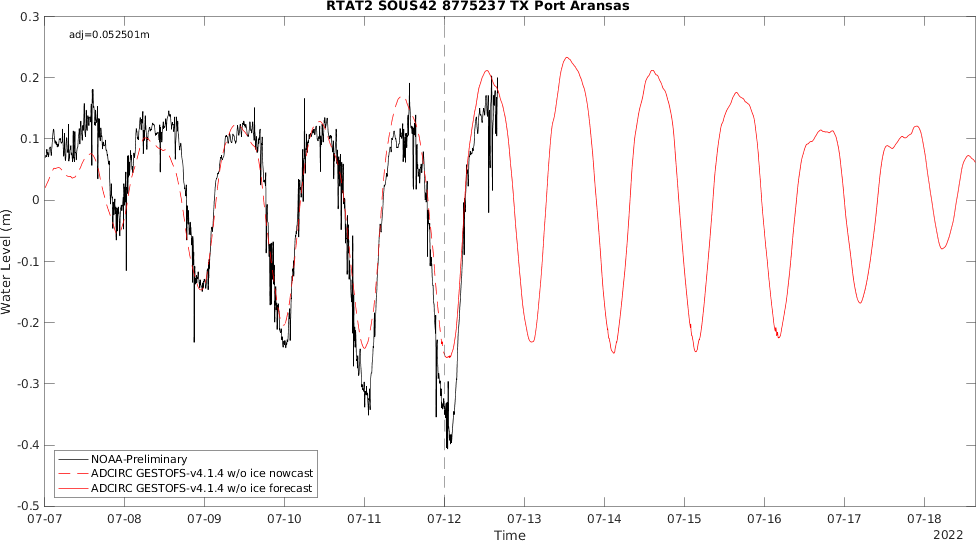 RTAT2 SOUS42 8775237 TX Port Aransas
adj=0.052501m
Water Level (m)
0.3
0.2
0.1
0
-0.1
-0.2
-0.3
-0.4
-0.5
NOAA-Preliminary
ADCIRC GESTOFS-v4.1.4 w/o ice nowcast
ADCIRC GESTOFS-v4.1.4 w/o ice forecast
07-07 07-08 07-09 07-10 07-11 07-12 07-13 07-14 07-15 07-16 07-17 07-18
Time
2022